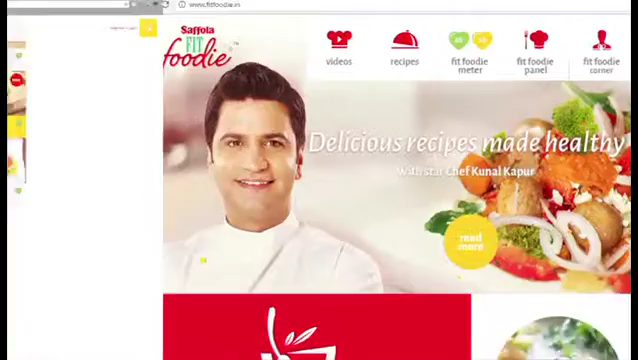 www.fitfoodie.in
Saffola
FIT
foodie
videos
recipes
fit foodie
meter
fit foodie
panel
fit foodie
corner
Delicious recipes made healthy
With star Chef Kunal Kapur
read
more